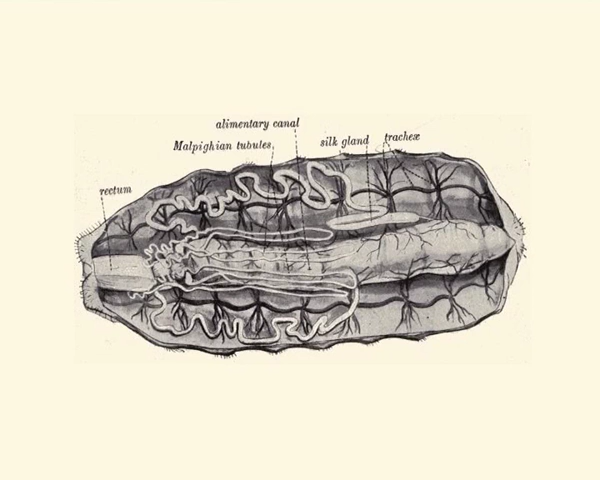 alimentary canal
Malpighian tubules,
silk gland
tracheæ
rectum